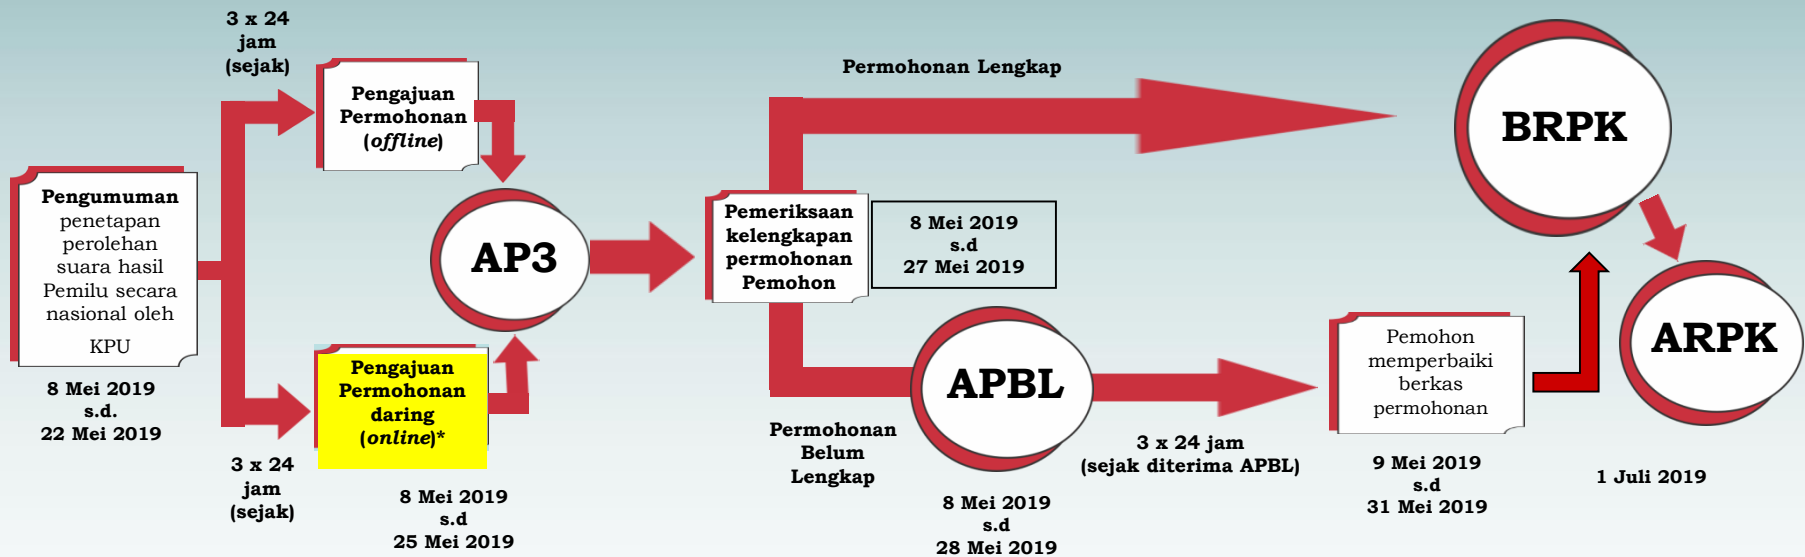 3 x 24
jam
(sejak)
Pengajuan
Permohonan
(offline)
Permohonan Lengkap
BRPK
Pengumuman
penetapan
perolehan
suara hasil
Pemilu secara
nasional oleh
KPU
8 Mei 2019
s.d.
22 Mei 2019
AP3
Pemeriksaan
kelengkapan
permohonan
Pemohon
8 Mei 2019
s.d
27 Mei 2019
Pengajuan
Permohonan
daring
(online)*
3 x 24
jam
(sejak)
8 Mei 2019
s.d
25 Mei 2019
Permohonan
Belum
Lengkap
APBL
8 Mei 2019
s.d
28 Mei 2019
3 x 24 jam
(sejak diterima APBL)
Pemohon
memperbaiki
berkas
permohonan
9 Mei 2019
s.d
31 Mei 2019
ARPK
1 Juli 2019